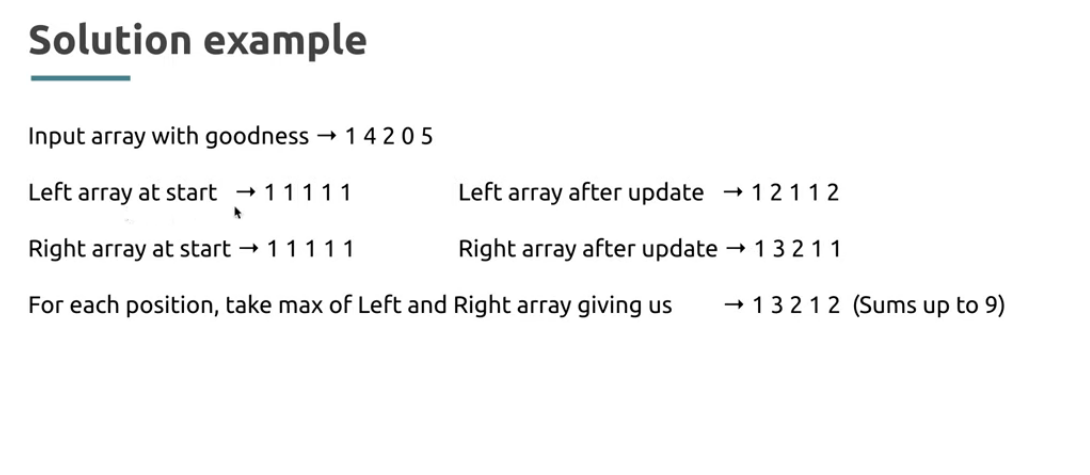 Solution example
Input array with goodness → 1 4 2 0 5
Left array at start → 1 1 1 1 1 Left array after update → 1 2 1 1 2
Right array at start → 1 1 1 1 1 Right array after update → 1 3 2 1 1
For each position, take max of Left and Right array giving us → 1 3 2 1 2 (Sums up to 9)